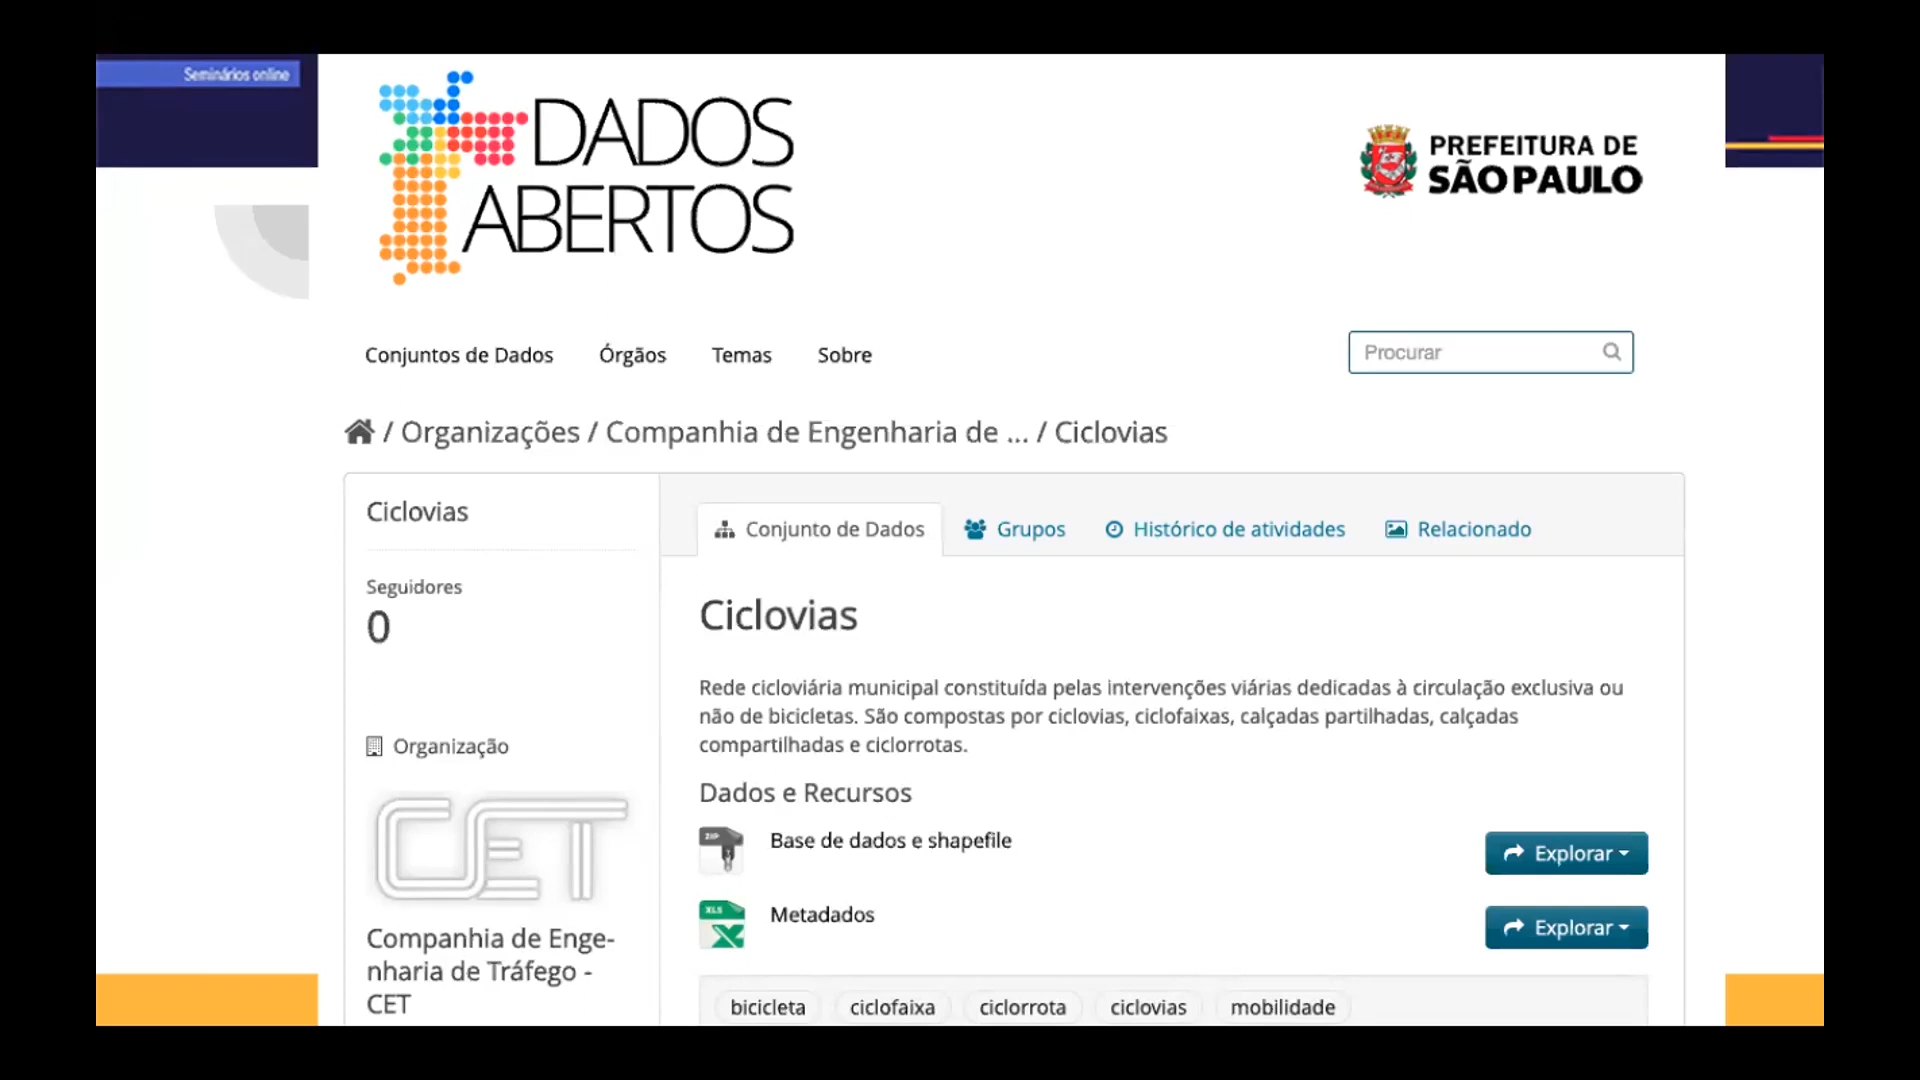 Seminários online
DADOS
ABERTOS
PREFEITURA DE
SÃO PAULO
Conjuntos de Dados
Órgãos
Temas
Sobre
Procurar
/ Organizações / Companhia de Engenharia de ... / Ciclovias
Ciclovias
Seguidores
0
Organização
CET
Companhia de Enge-
nharia de Tráfego -
CET
Conjunto de Dados
Grupos
Histórico de atividades
Relacionado
Ciclovias
Rede cicloviária municipal constituída pelas intervenções viárias dedicadas à circulação exclusiva ou
não de bicicletas. São compostas por ciclovias, ciclofaixas, calçadas partilhadas, calçadas
compartilhadas e ciclorrotas.
Dados e Recursos
ZIP
Base de dados e shapefile
Explorar
XLS
Metadados
Explorar
bicicleta
ciclofaixa
ciclorrota
ciclovias
mobilidade